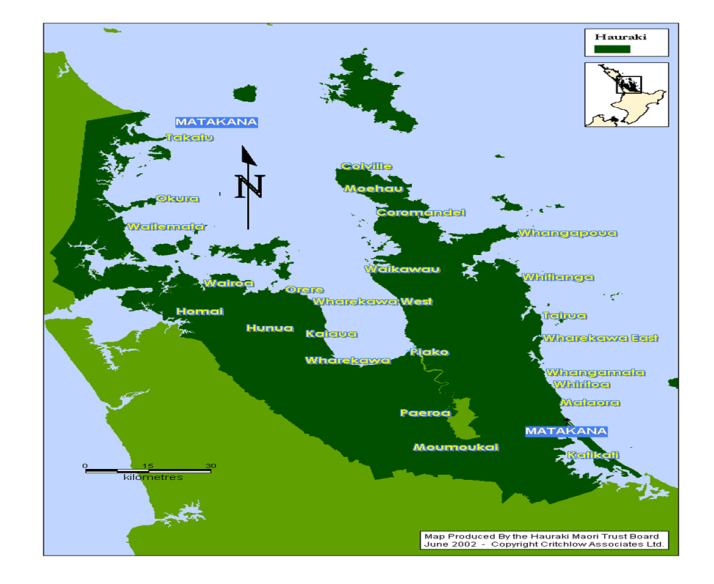 Hauraki
MATAKANA
Takatu
Colville
Moehau
N
Okura
Coromandel
Waitemata
Whangapoua
Waikawau
Whitianga
Wairoa
Orere
Wharekawa West
Homai
Tairua
Hunua
Kotaua
Wharekawa East
Piako
Wharekawa
Whangamata
Whiritoa
Mataora
Paeroa
MATAKANA
Moumoukai
Katikati
0 15 30
kilometres
Map Produced By the Hauraki Maori Trust Board
June 2002 - Copyright Critchlow Associates Ltd.